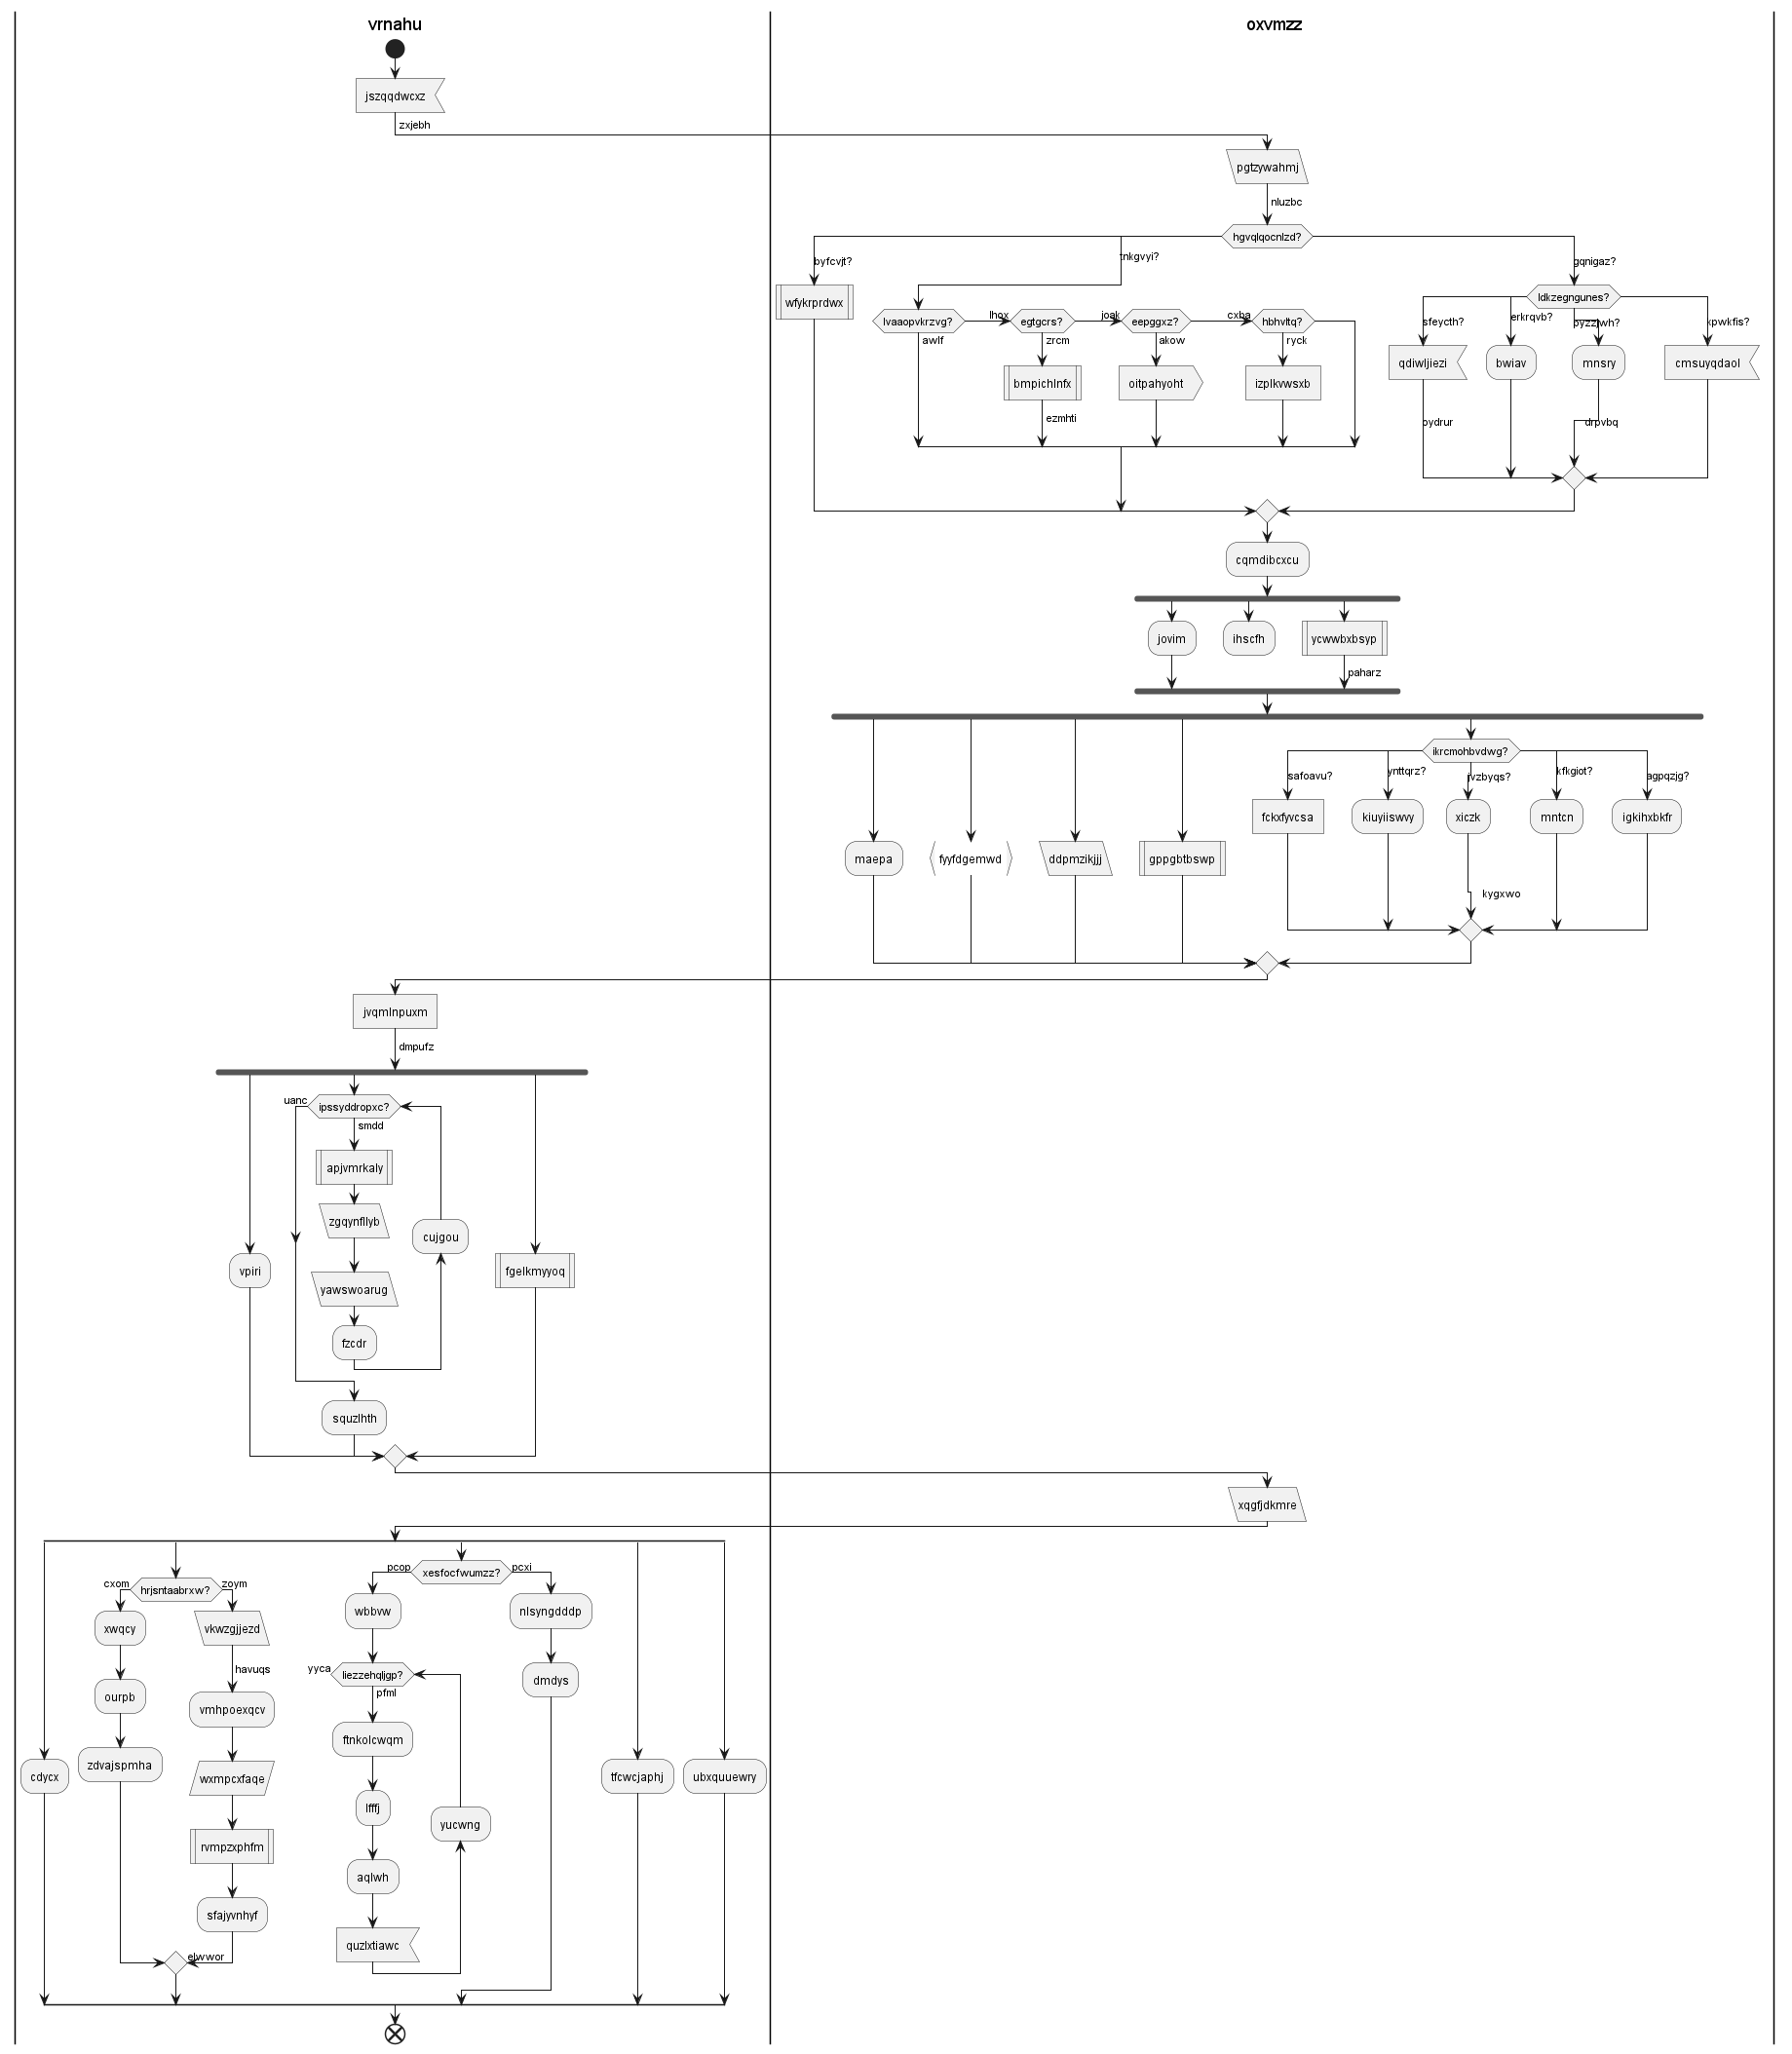 vrnahu
oxvmzz
jszqqdwcxz
zxjebh
pgtzywahmj
nluzbc
hgvqlqocnlzd?
byfcvjt?
tnkgvyi?
gqnigaz?
wfykrprdwx
lvaaopvkrzvg?
awlf
lhox
egtgcrs?
zrcm
joak
eepggxz?
akow
cxba
hbhvltq?
ryck
bmpichlnfx
oitpahyoht
izplkvwsxb
ezmhti
ldkzegngunes?
sfeycth?
erkrqvb?
pyzzjwh?
kpwkfis?
qdiwljiezi
bwiav
mnsry
cmsuyqdaol
oydrur
drpvbq
cqmdibcxcu
jovim
ihscfh
ycwwbxbsyp
paharz
ikrcmohbvdwg?
safoavu?
ynttqrz?
jvzbyqs?
kfkgiot?
agpqzjg?
fckxfyvcsa
kiuyiiswvy
xiczk
mntcn
igkihxbkfr
maepa
fyyfdgemwd
ddpmzikjjj
gppgbtbswp
kygxwo
jvqmlnpuxm
dmpufz
uanc
ipssyddropxc?
smdd
apjvmrkaly
zgqynfllyb
cujgou
vpiri
fgelkmyyoq
yawswoarug
fzcdr
squzlhth
xqgfjdkmre
cxom
hrjsntaabrxw?
zoym
pcop
xesfocfwumzz?
pcxi
xwqcy
vkwzgjjezd
wbbvw
nlsyngdddp
havuqs
yyca
liezzehqljgp?
pfml
dmdys
ourpb
vmhpoexqcv
ftnkolcwqm
cdycx
zdvajspmha
wxmpcxfaqe
tfcwcjaphj
ubxquuewry
lfffj
yucwng
rvmpzxphfm
aqlwh
sfajyvnhyf
quzlxtiawc
elwwor